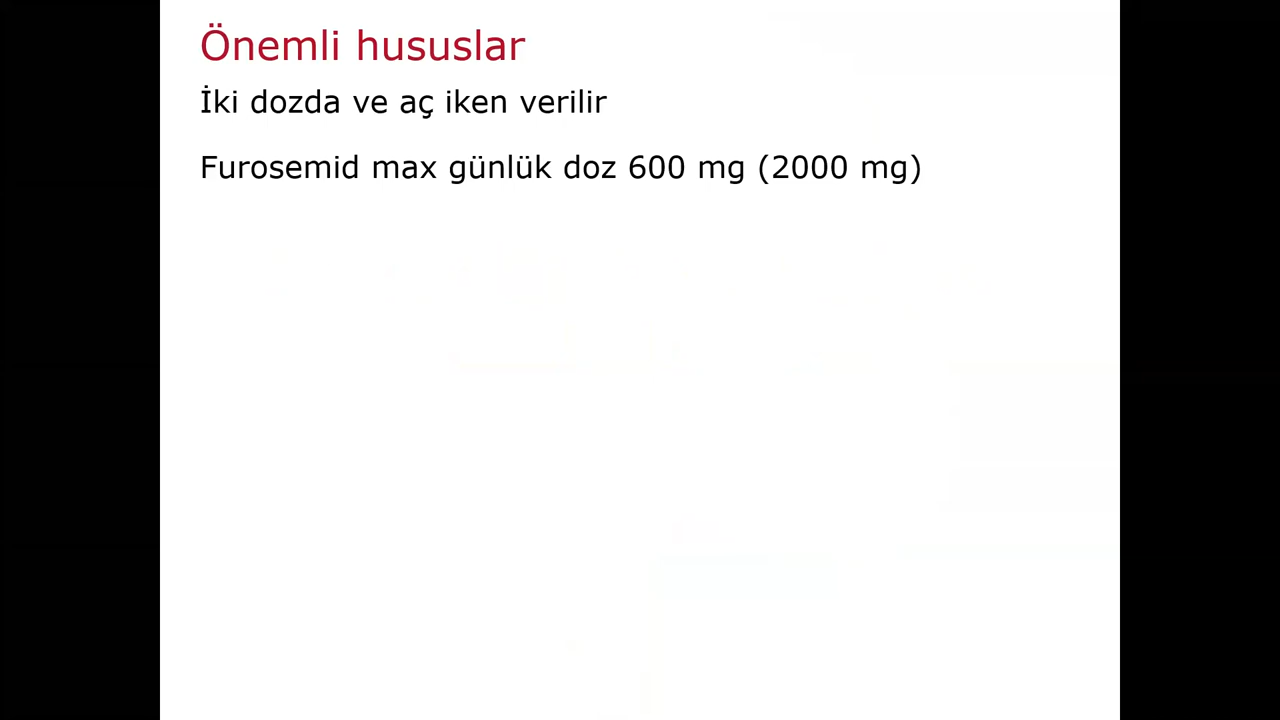 Önemli hususlar
İki dozda ve aç iken verilir
Furosemid max günlük doz 600 mg (2000 mg)